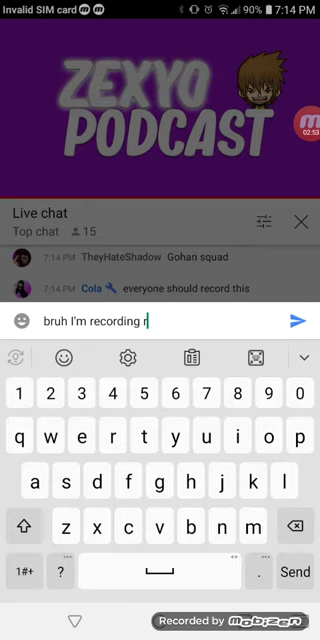 Invalid SIM card 90% 7:14 PM
ZEXYO
PODCAST
02:53
Live chat
Top chat 15
7:14 PM TheyHateShadow Gohan squad
7:14 PM Cola everyone should record this
bruh I'm recording r
1 2 3 4 5 6 7 8 9 0
q w e r t y u i o p
a s d f g h j k l
z x c v b n m
1#+ ? . Send
Recorded by mobizen